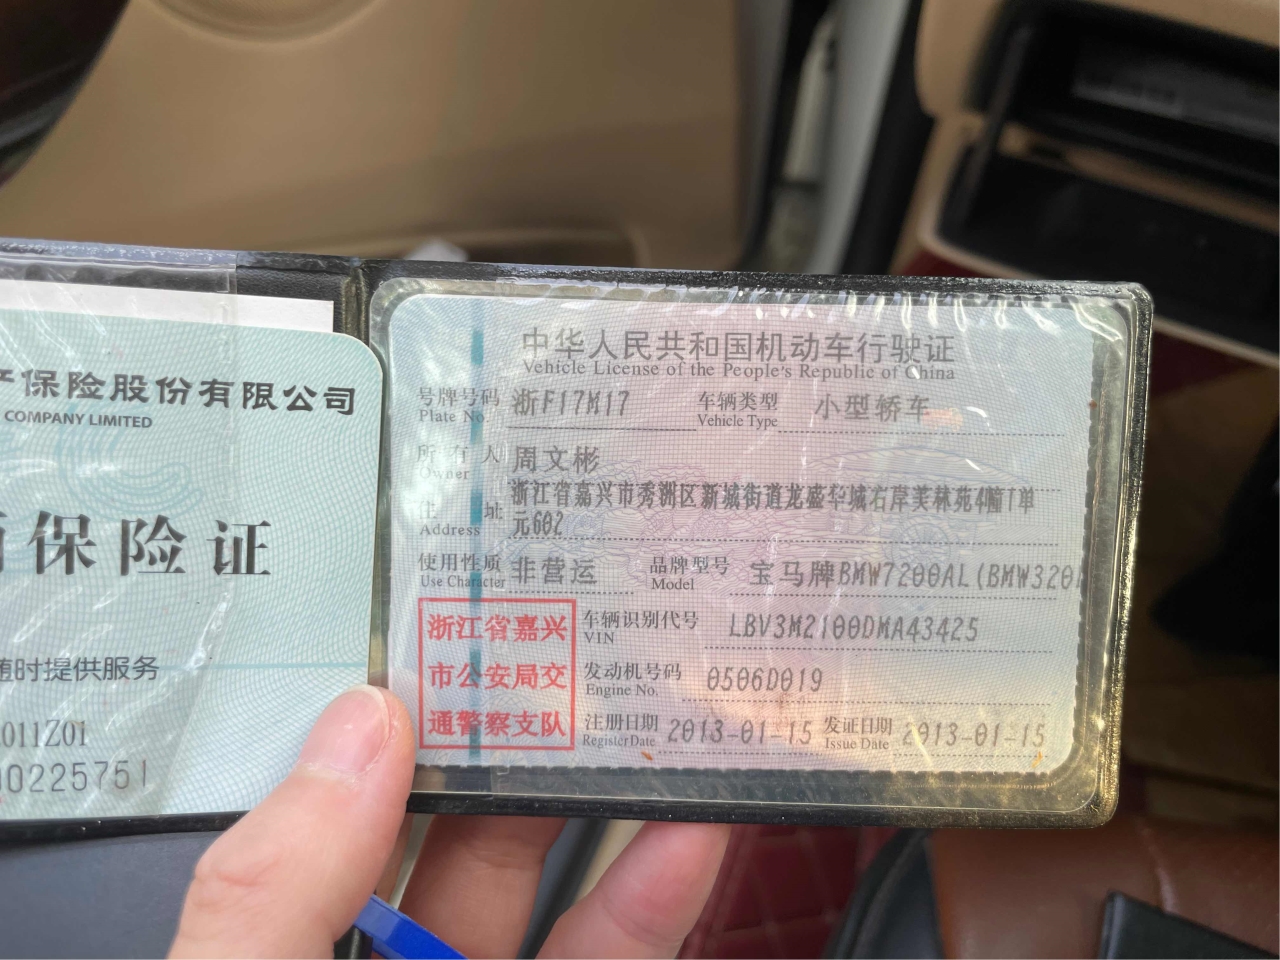 产保险股份有限公司
COMPANY LIMITED
保险证
随时提供服务
011Z01
00225751
中华人民共和国机动车行驶证
Vehicle License of the People's Republic of China
号牌号码 浙F17M17 车辆类型 小型轿车
Plate No. Vehicle Type
所有人 周文彬
Owner
浙江省嘉兴市秀洲区新城街道龙盛华城右岸美林苑4幢1单
住址 元602
Address
使用性质 非营运 品牌型号 宝马牌BMW7200AL(BMW320
Use Character Model
浙江省嘉兴
市公安局交
通警察支队
车辆识别代号 LBV3M2100DMA43425
VIN
发动机号码 0506D019
Engine No.
注册日期 2013-01-15 发证日期 2013-01-15
Register Date Issue Date